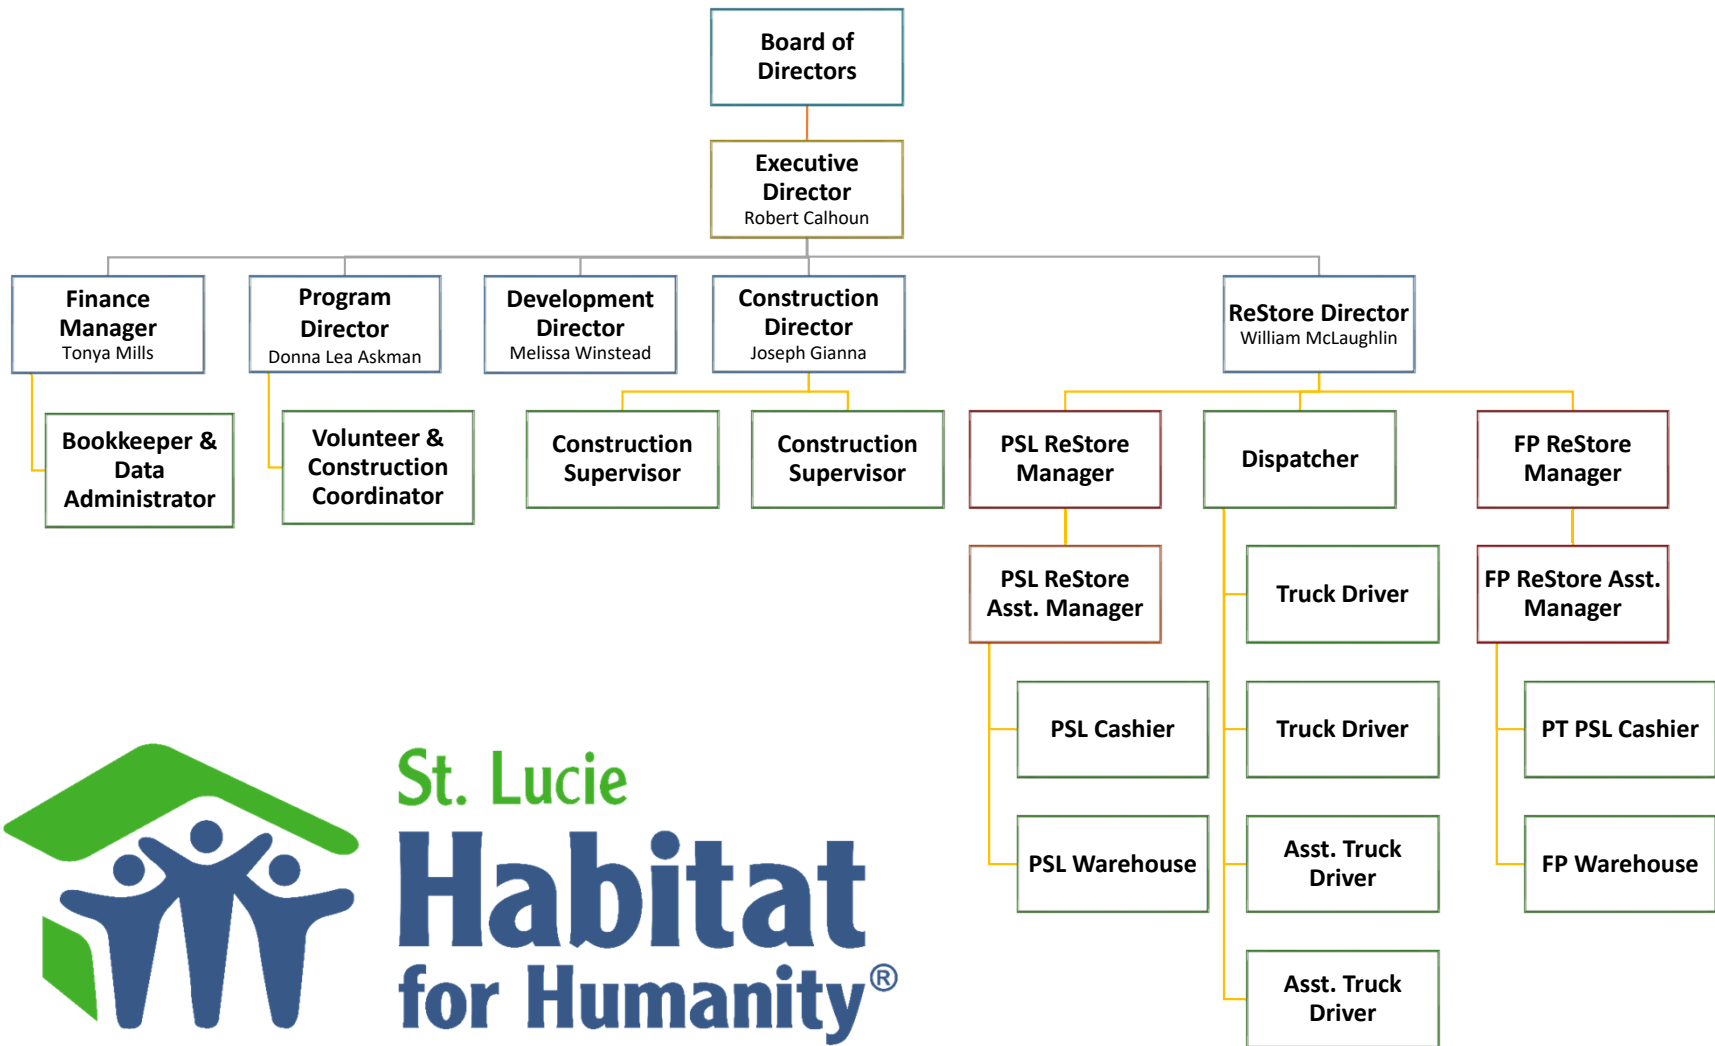 Board of
Directors
Executive
Director
Robert Calhoun
Finance
Manager
Tonya Mills
Program
Director
Donna Lea Askman
Development
Director
Melissa Winstead
Construction
Director
Joseph Gianna
ReStore Director
William McLaughlin
Bookkeeper &
Data
Administrator
Volunteer &
Construction
Coordinator
Construction
Supervisor
Construction
Supervisor
PSL ReStore
Manager
Dispatcher
FP ReStore
Manager
PSL ReStore
Asst. Manager
Truck Driver
FP ReStore Asst.
Manager
PSL Cashier
Truck Driver
PT PSL Cashier
PSL Warehouse
Asst. Truck
Driver
FP Warehouse
Asst. Truck
Driver
St. Lucie
Habitat
for Humanity®